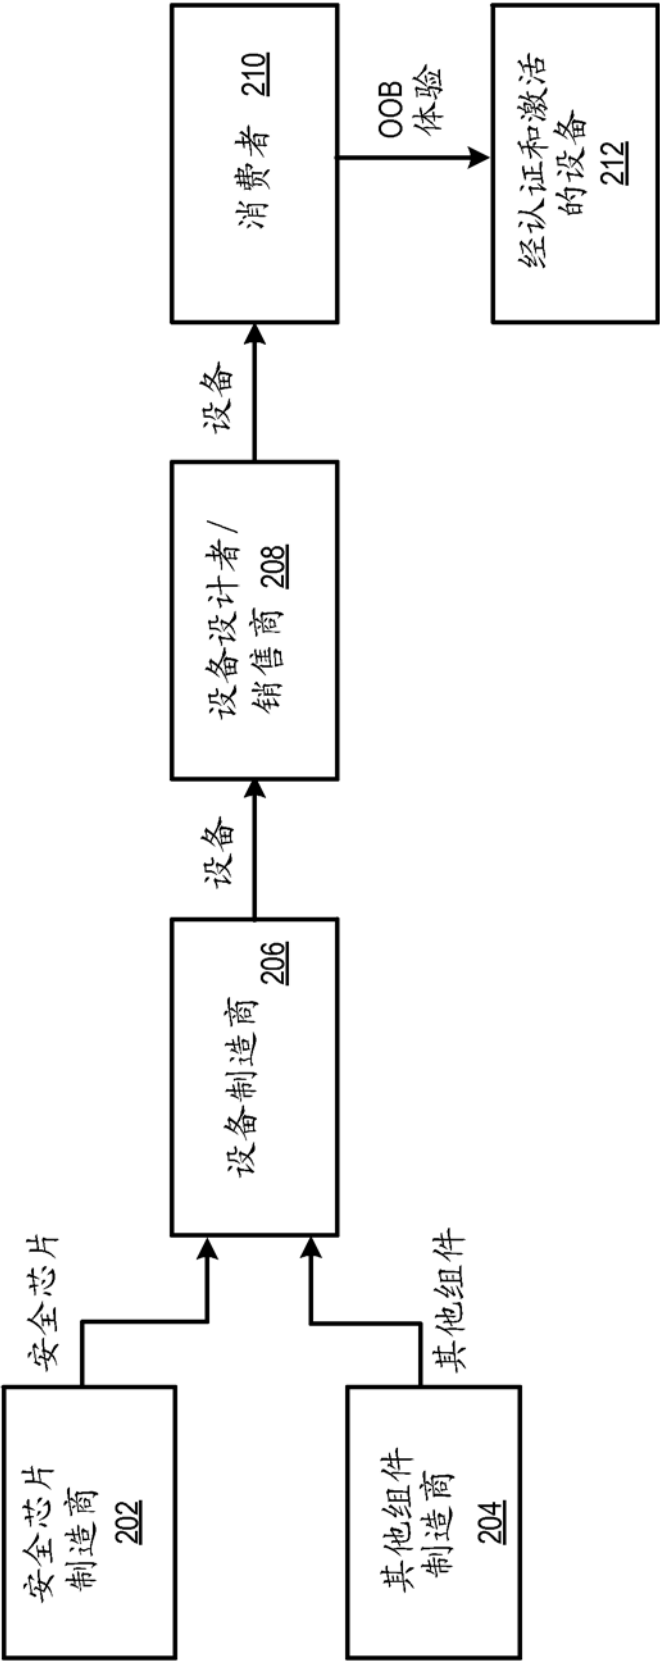 安全芯片
制造商
202
安全芯片
其他组件
制造商
204
其他组件
设备制造商
206
设备
设备设计者/
销售商 208
设备
消费者 210
OOB
体验
经认证和激活
的设备
212